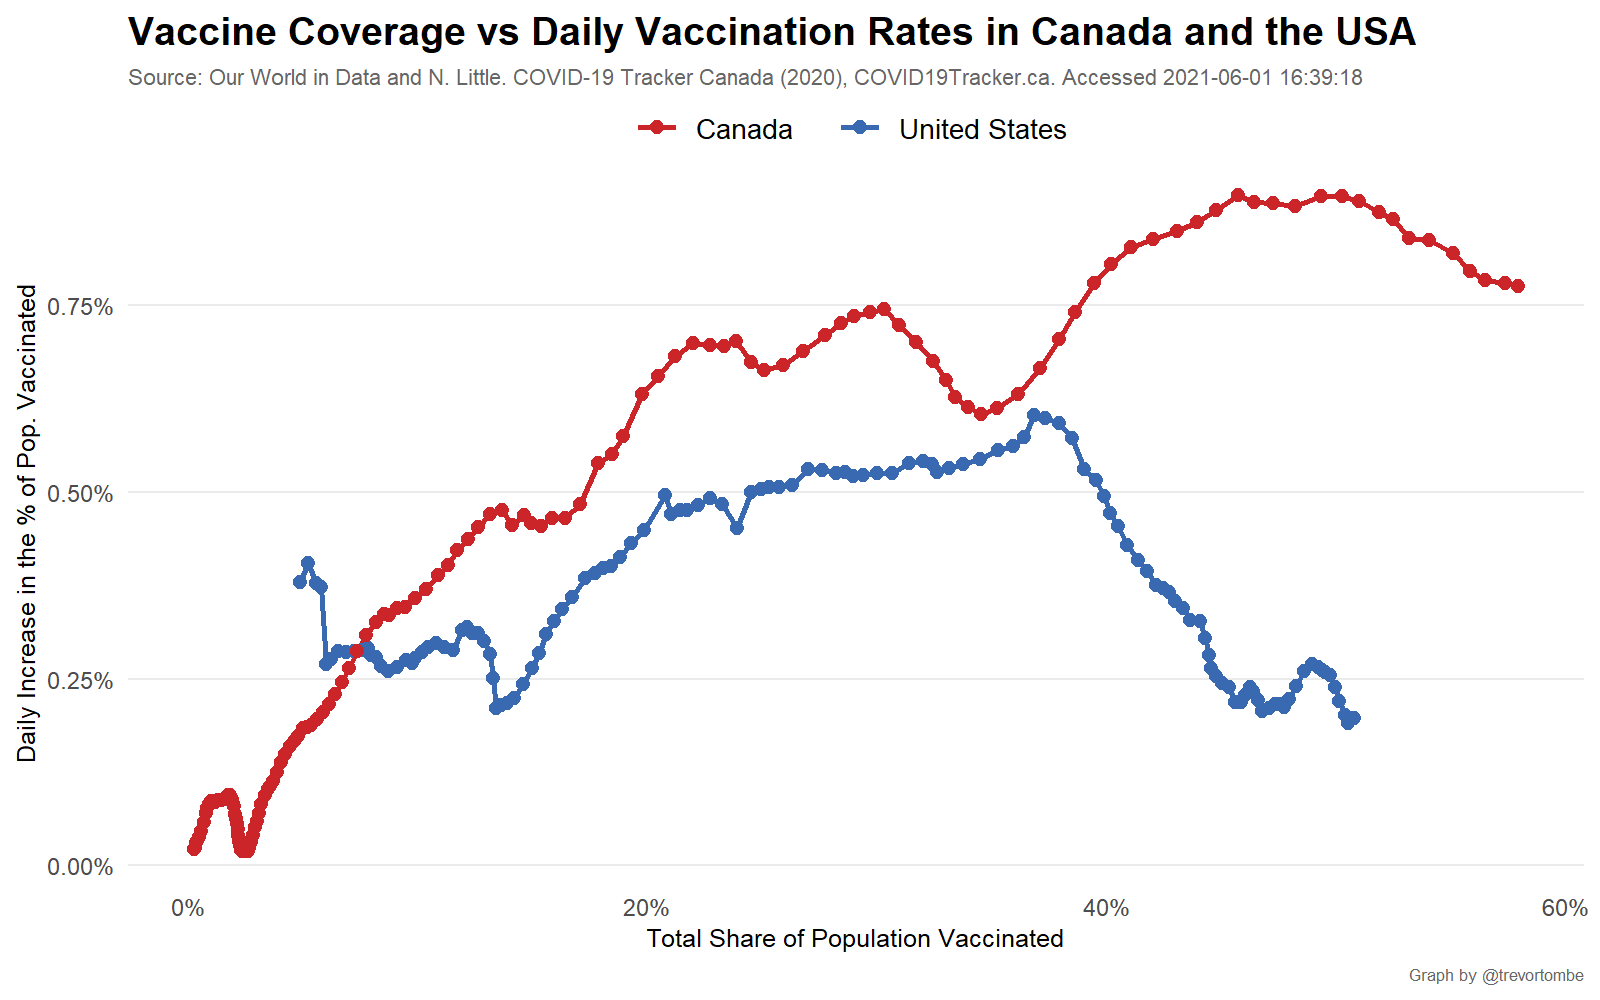 Vaccine Coverage vs Daily Vaccination Rates in Canada and the USA
Source: Our World in Data and N. Little. COVID-19 Tracker Canada (2020), COVID19Tracker.ca. Accessed 2021-06-01 16:39:18
Canada United States
Daily Increase in the % of Pop. Vaccinated
0.75%
0.50%
0.25%
0.00%
0% 20% 40% 60%
Total Share of Population Vaccinated
Graph by @trevortombe